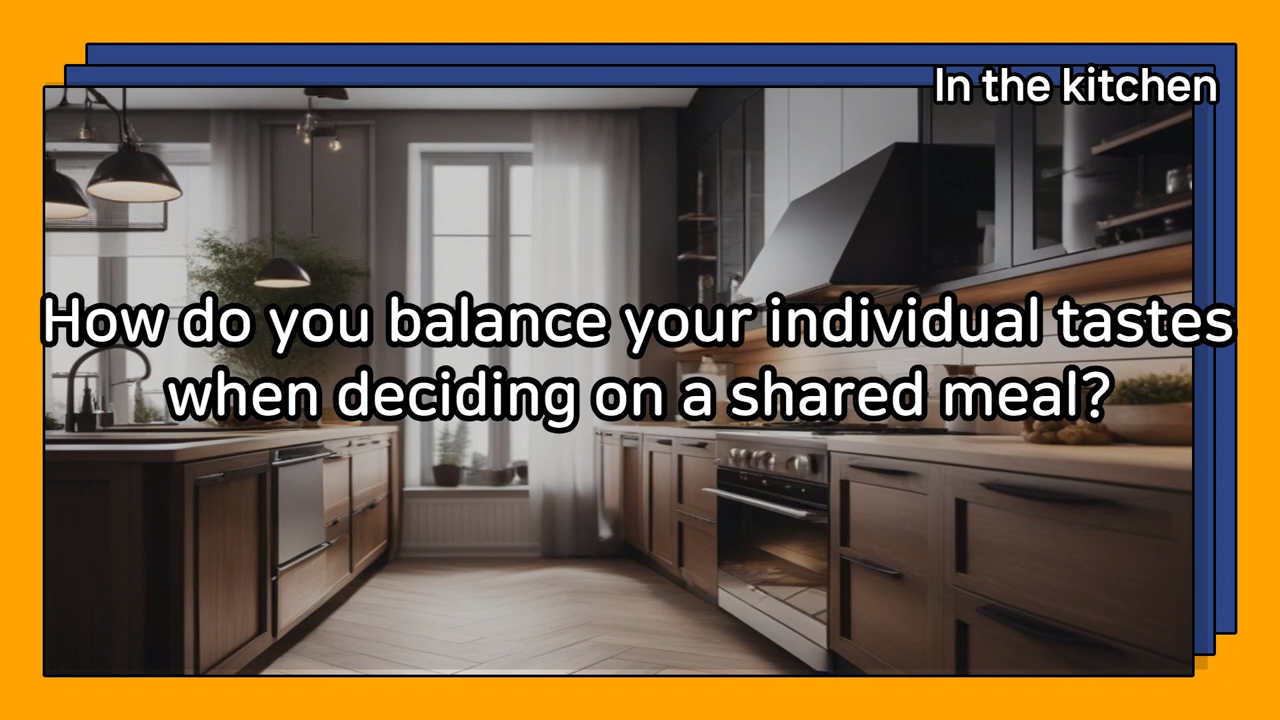 In the kitchen
How do you balance your individual tastes
when deciding on a shared meal?